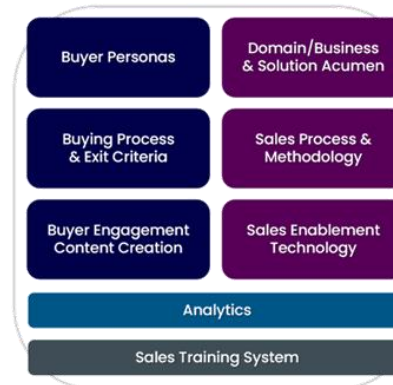 Buyer Personas
Domain/Business
& Solution Acumen
Buying Process
& Exit Criteria
Sales Process &
Methodology
Buyer Engagement
Content Creation
Sales Enablement
Technology
Analytics
Sales Training System